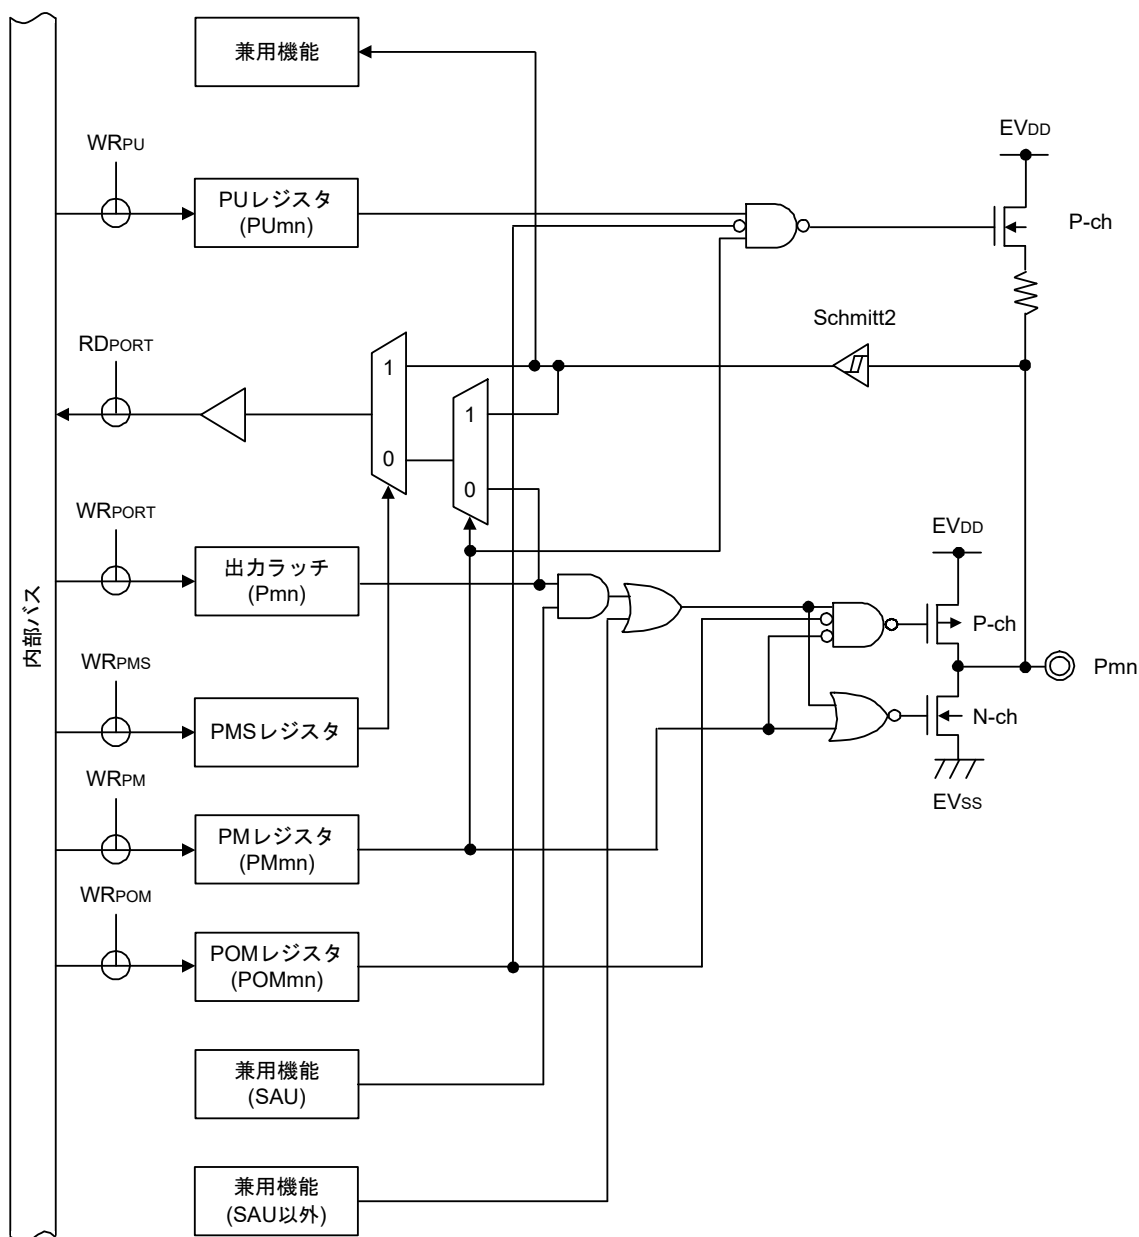 兼用機能
WRPU
PUレジスタ
(PUmn)
EVDD
P-ch
Schmitt2
RDPORT
1
0
1
0
WRPORT
出力ラッチ
(Pmn)
EVDD
P-ch
Pmn
N-ch
EVSS
内部バス
WRPMS
PMSレジスタ
WRPM
PMレジスタ
(PMmn)
WRPOM
POMレジスタ
(POMmn)
兼用機能
(SAU)
兼用機能
(SAU以外)